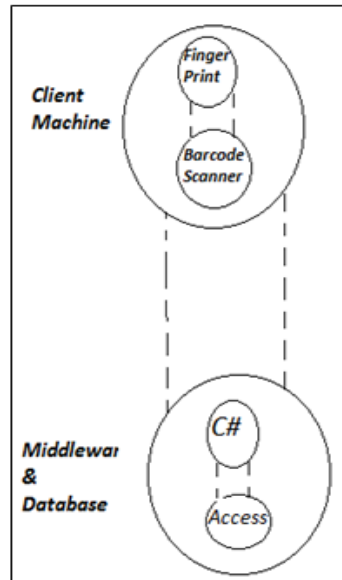 Finger
Print
Client
Machine
Barcode
Scanner
C#
Middlewar
&
Database
Access